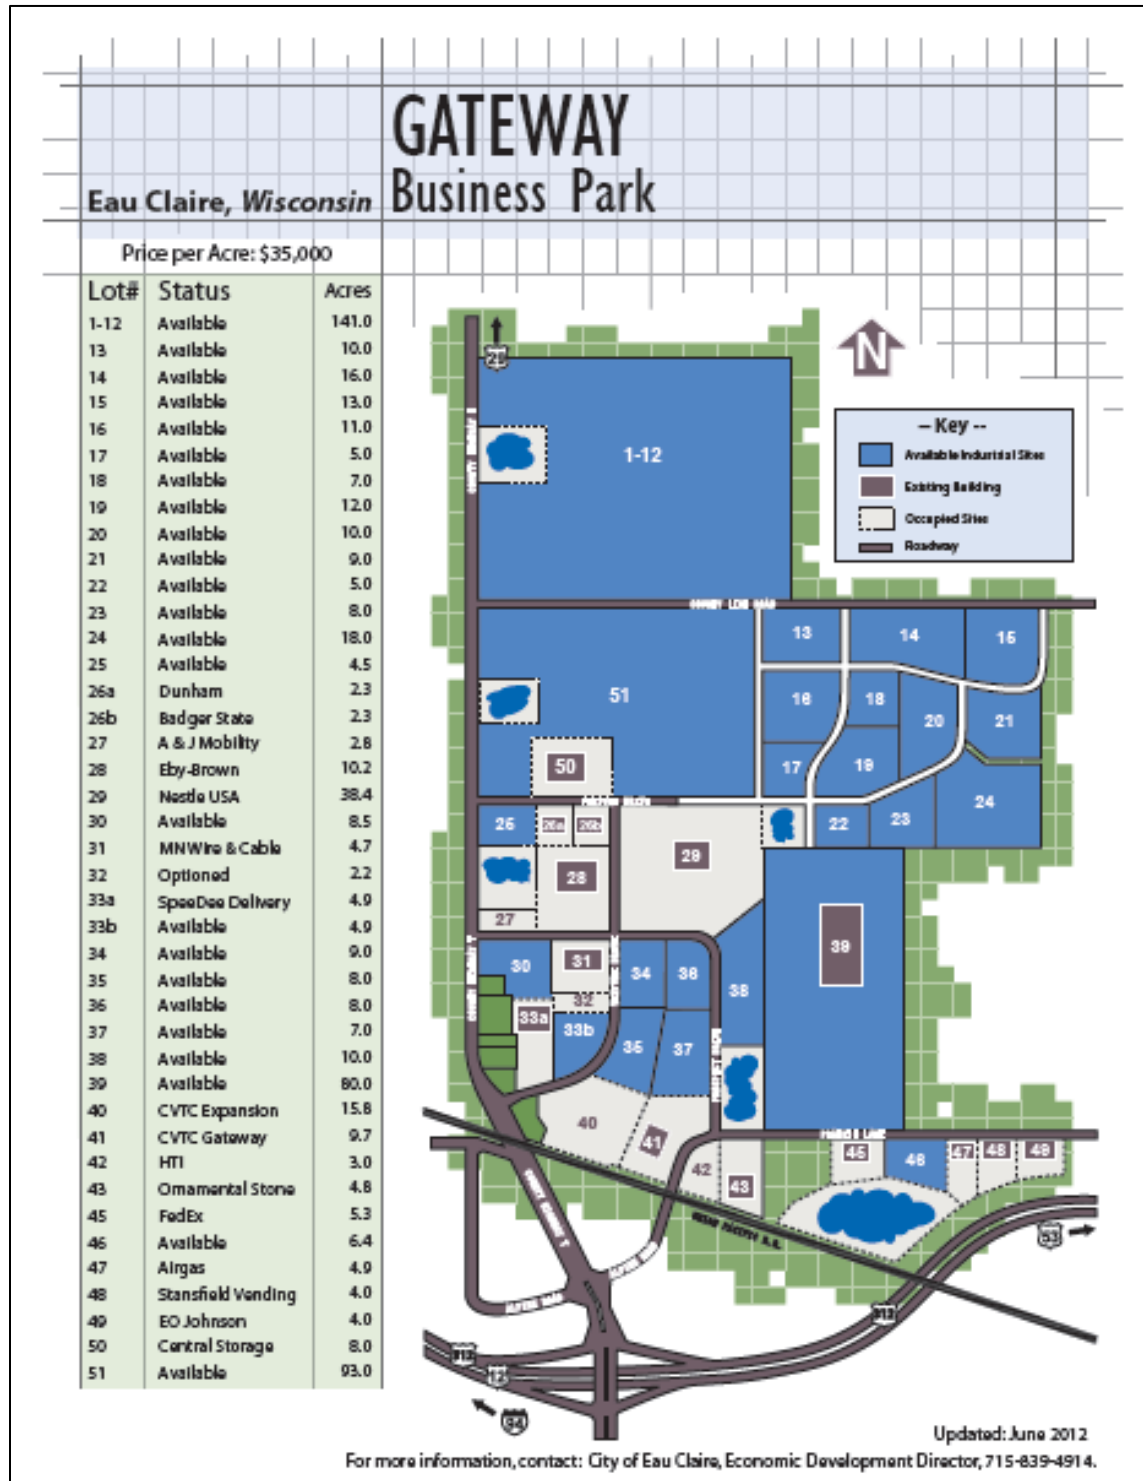 GATEWAY
Eau Claire, Wisconsin Business Park
Price per Acre: $35,000
Lot# Status Acres
1-12 Available 141.0
13 Available 10.0
14 Available 16.0
15 Available 13.0
16 Available 11.0
17 Available 5.0
18 Available 7.0
19 Available 12.0
20 Available 10.0
21 Available 9.0
22 Available 5.0
23 Available 8.0
24 Available 18.0
25 Available 4.5
26a Dunham 2.3
26b Badger State 2.3
27 A & J Mobility 2.8
28 Eby-Brown 10.2
29 Nestle USA 38.4
30 Available 8.5
31 MN Wire & Cable 4.7
32 Optioned 2.2
33a SpeeDee Delivery 4.9
33b Available 4.9
34 Available 9.0
35 Available 8.0
36 Available 8.0
37 Available 7.0
38 Available 10.0
39 Available 80.0
40 CVTC Expansion 15.8
41 CVTC Gateway 9.7
42 HTI 3.0
43 Ornamental Stone 4.8
45 FedEx 5.3
46 Available 6.4
47 Airgas 4.9
48 Stansfield Vending 4.0
49 EO Johnson 4.0
50 Central Storage 8.0
51 Available 93.0
N
-- Key --
Available Industrial Sites
Existing Building
Occupied Sites
Roadway
29
1-12
13 14 15
51
16 18 20 21
50 17 19
24
25 26a 26b 22 23
29
28
27
39
30 31 34 36 38
32
33a 33b 35 37
40 41
42 43 45 46 47 48 49
COUNTY HIGHWAY T
53
312
312
12
94
Updated: June 2012
For more information, contact: City of Eau Claire, Economic Development Director, 715-839-4914.